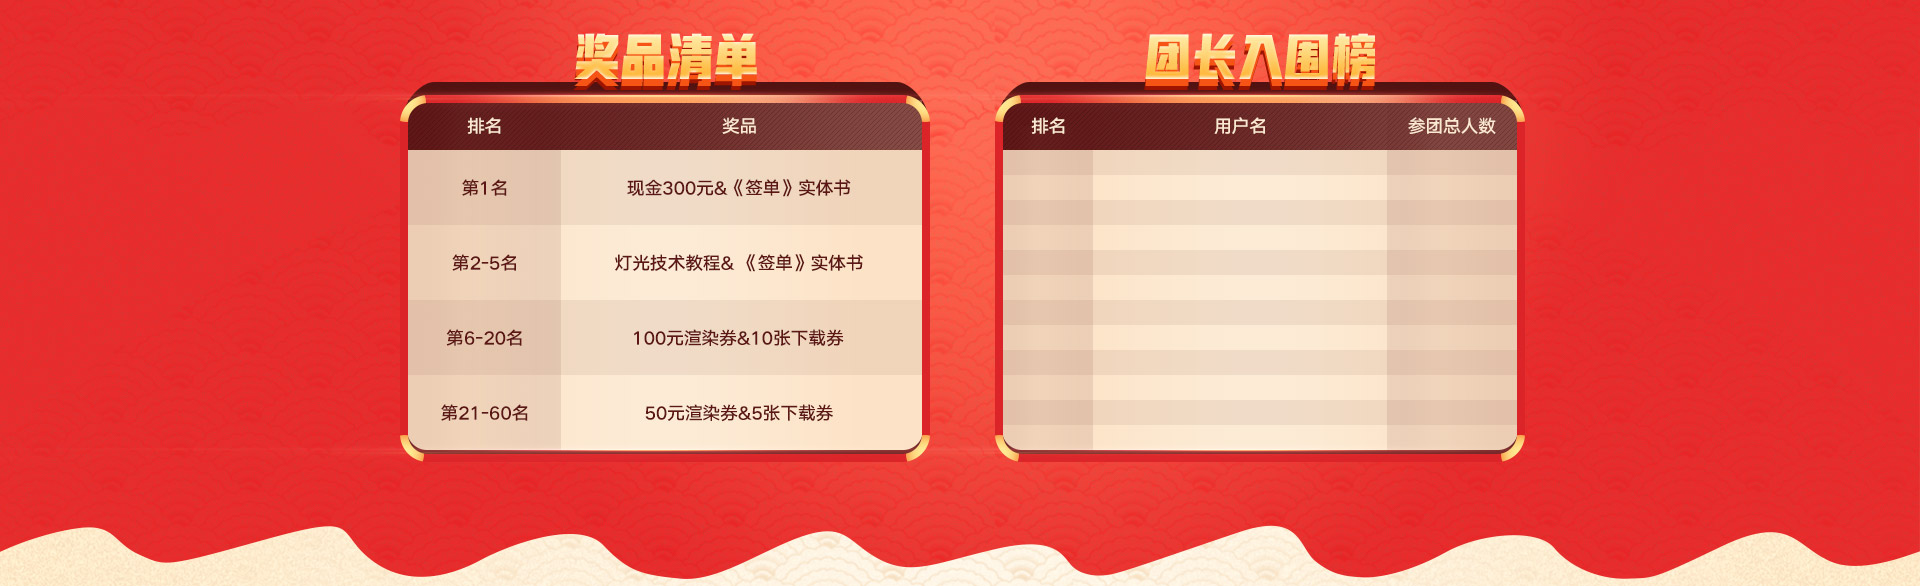 奖品清单
排名 奖品
第1名 现金300元&《签单》实体书
第2-5名 灯光技术教程& 《签单》实体书
第6-20名 100元渲染券&10张下载券
第21-60名 50元渲染券&5张下载券
团长入围榜
排名 用户名 参团总人数